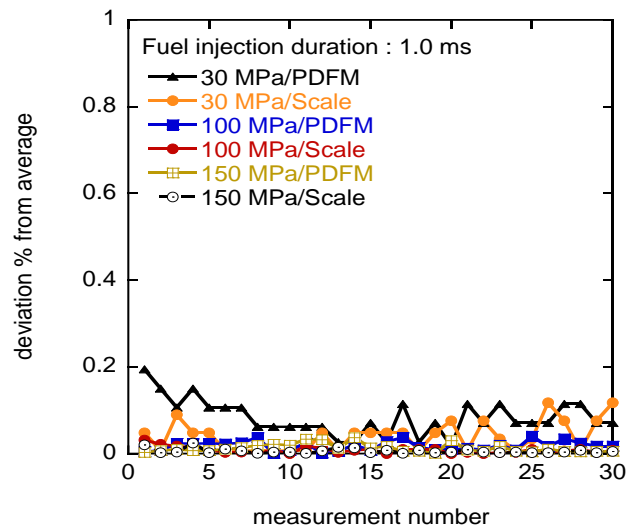 1
0.8
0.6
0.4
0.2
0
deviation % from average
Fuel injection duration : 1.0 ms
30 MPa/PDFM
30 MPa/Scale
100 MPa/PDFM
100 MPa/Scale
150 MPa/PDFM
150 MPa/Scale
0 5 10 15 20 25 30
measurement number